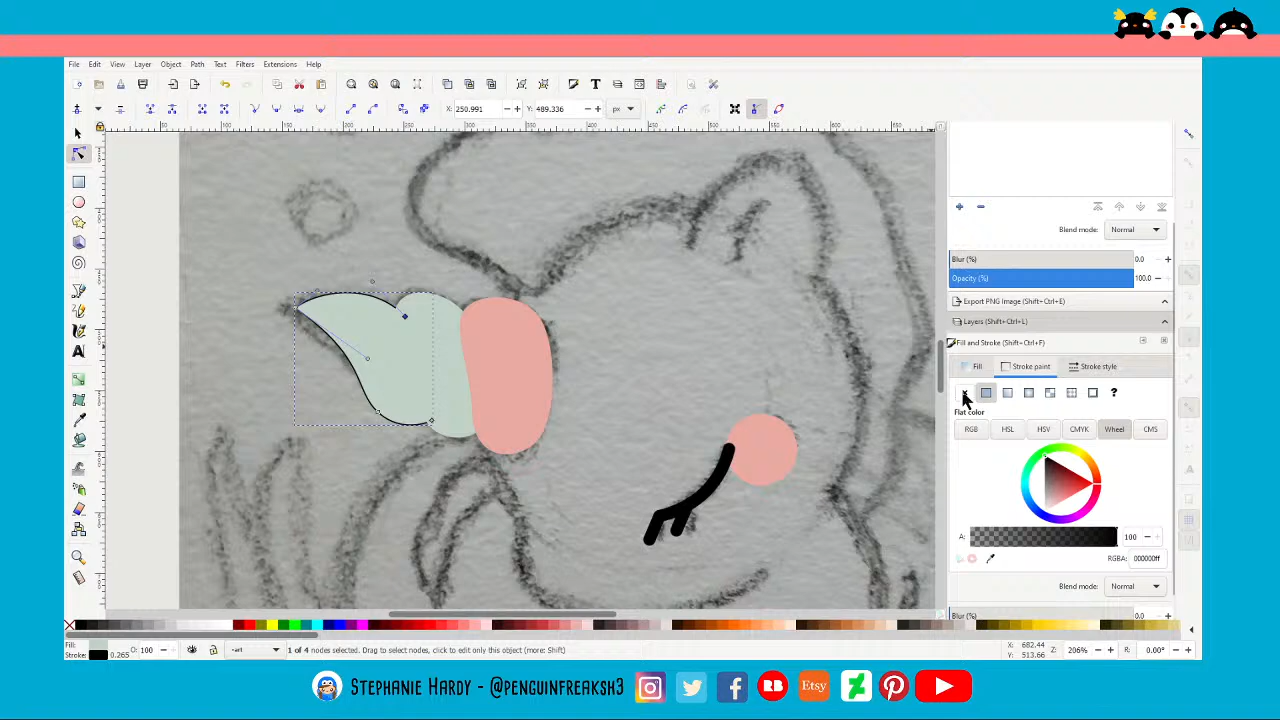 File Edit View Layer Object Path Text Filters Extensions Help
X: 250.991 Y: 489.336 px
Blend mode: Normal
Blur (%) 0.0
Opacity (%) 100.0
Export PNG Image (Shift+Ctrl+E)
Layers (Shift+Ctrl+L)
Fill and Stroke (Shift+Ctrl+F)
Fill Stroke paint Stroke style
?
Flat color
RGB HSL HSV CMYK Wheel CMS
A: 100
RGBA: 000000ff
Blend mode: Normal
Blur (%) 0.0
Fill: O: 100 1 of 4 nodes selected. Drag to select nodes, click to edit only this object (more: Shift) X: 682.44 Z: 206% R: 0.00°
Stroke: 0.265 Y: 513.66
STEPHANIE HARDY - @PENGUINFREAKSH3 RB Etsy